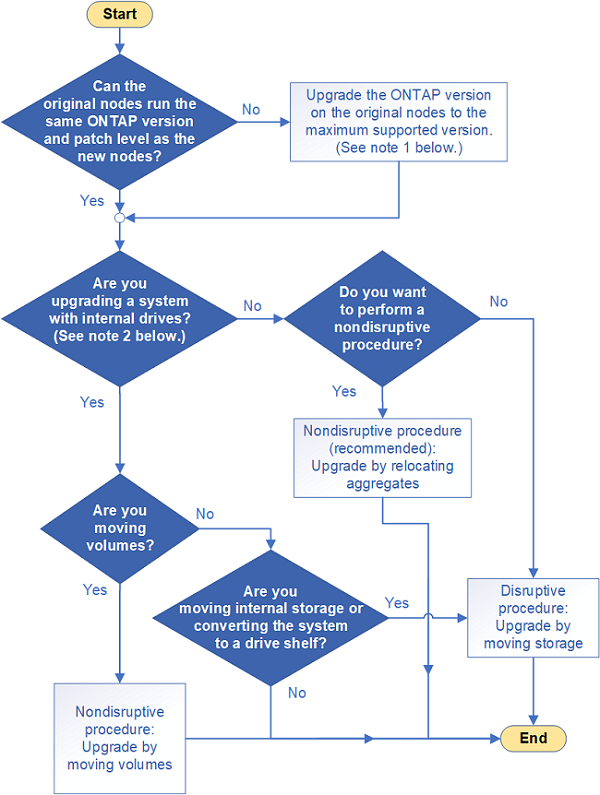 Start
Can the
original nodes run the
same ONTAP version
and patch level as the
new nodes?
No
Upgrade the ONTAP version
on the original nodes to the
maximum supported version.
(See note 1 below.)
Yes
Are you
upgrading a system
with internal drives?
(See note 2 below.)
No
Do you want
to perform a
nondisruptive
procedure?
No
Yes
Yes
Nondisruptive procedure
(recommended):
Upgrade by relocating
aggregates
Are you
moving
volumes?
No
Yes
Are you
moving internal storage or
converting the system
to a drive shelf?
Yes
Disruptive
procedure:
Upgrade by
moving storage
No
Nondisruptive
procedure:
Upgrade by
moving volumes
End